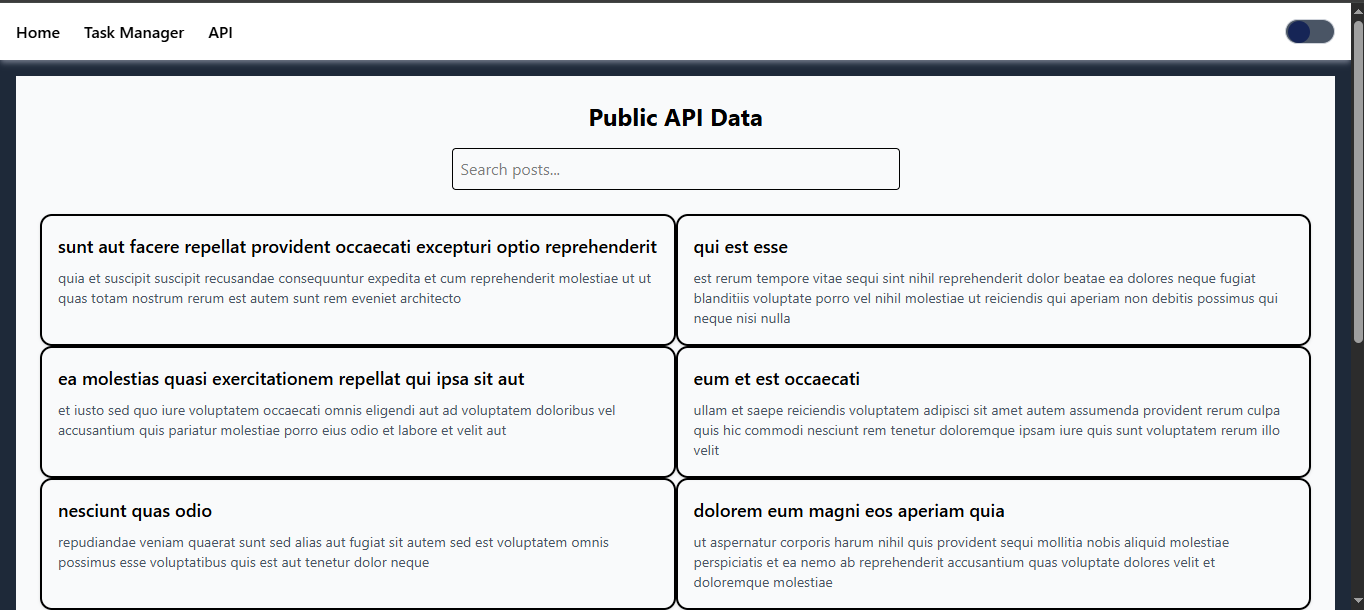 Home Task Manager API
Public API Data
Search posts...
sunt aut facere repellat provident occaecati excepturi optio reprehenderit
quia et suscipit suscipit recusandae consequuntur expedita et cum reprehenderit molestiae ut ut
quas totam nostrum rerum est autem sunt rem eveniet architecto
qui est esse
est rerum tempore vitae sequi sint nihil reprehenderit dolor beatae ea dolores neque fugiat
blanditiis voluptate porro vel nihil molestiae ut reiciendis qui aperiam non debitis possimus qui
neque nisi nulla
ea molestias quasi exercitationem repellat qui ipsa sit aut
et iusto sed quo iure voluptatem occaecati omnis eligendi aut ad voluptatem doloribus vel
accusantium quis pariatur molestiae porro eius odio et labore et velit aut
eum et est occaecati
ullam et saepe reiciendis voluptatem adipisci sit amet autem assumenda provident rerum culpa
quis hic commodi nesciunt rem tenetur doloremque ipsam iure quis sunt voluptatem rerum illo
velit
nesciunt quas odio
repudiandae veniam quaerat sunt sed alias aut fugiat sit autem sed est voluptatem omnis
possimus esse voluptatibus quis est aut tenetur dolor neque
dolorem eum magni eos aperiam quia
ut aspernatur corporis harum nihil quis provident sequi mollitia nobis aliquid molestiae
perspiciatis et ea nemo ab reprehenderit accusantium quas voluptate dolores velit et
doloremque molestiae